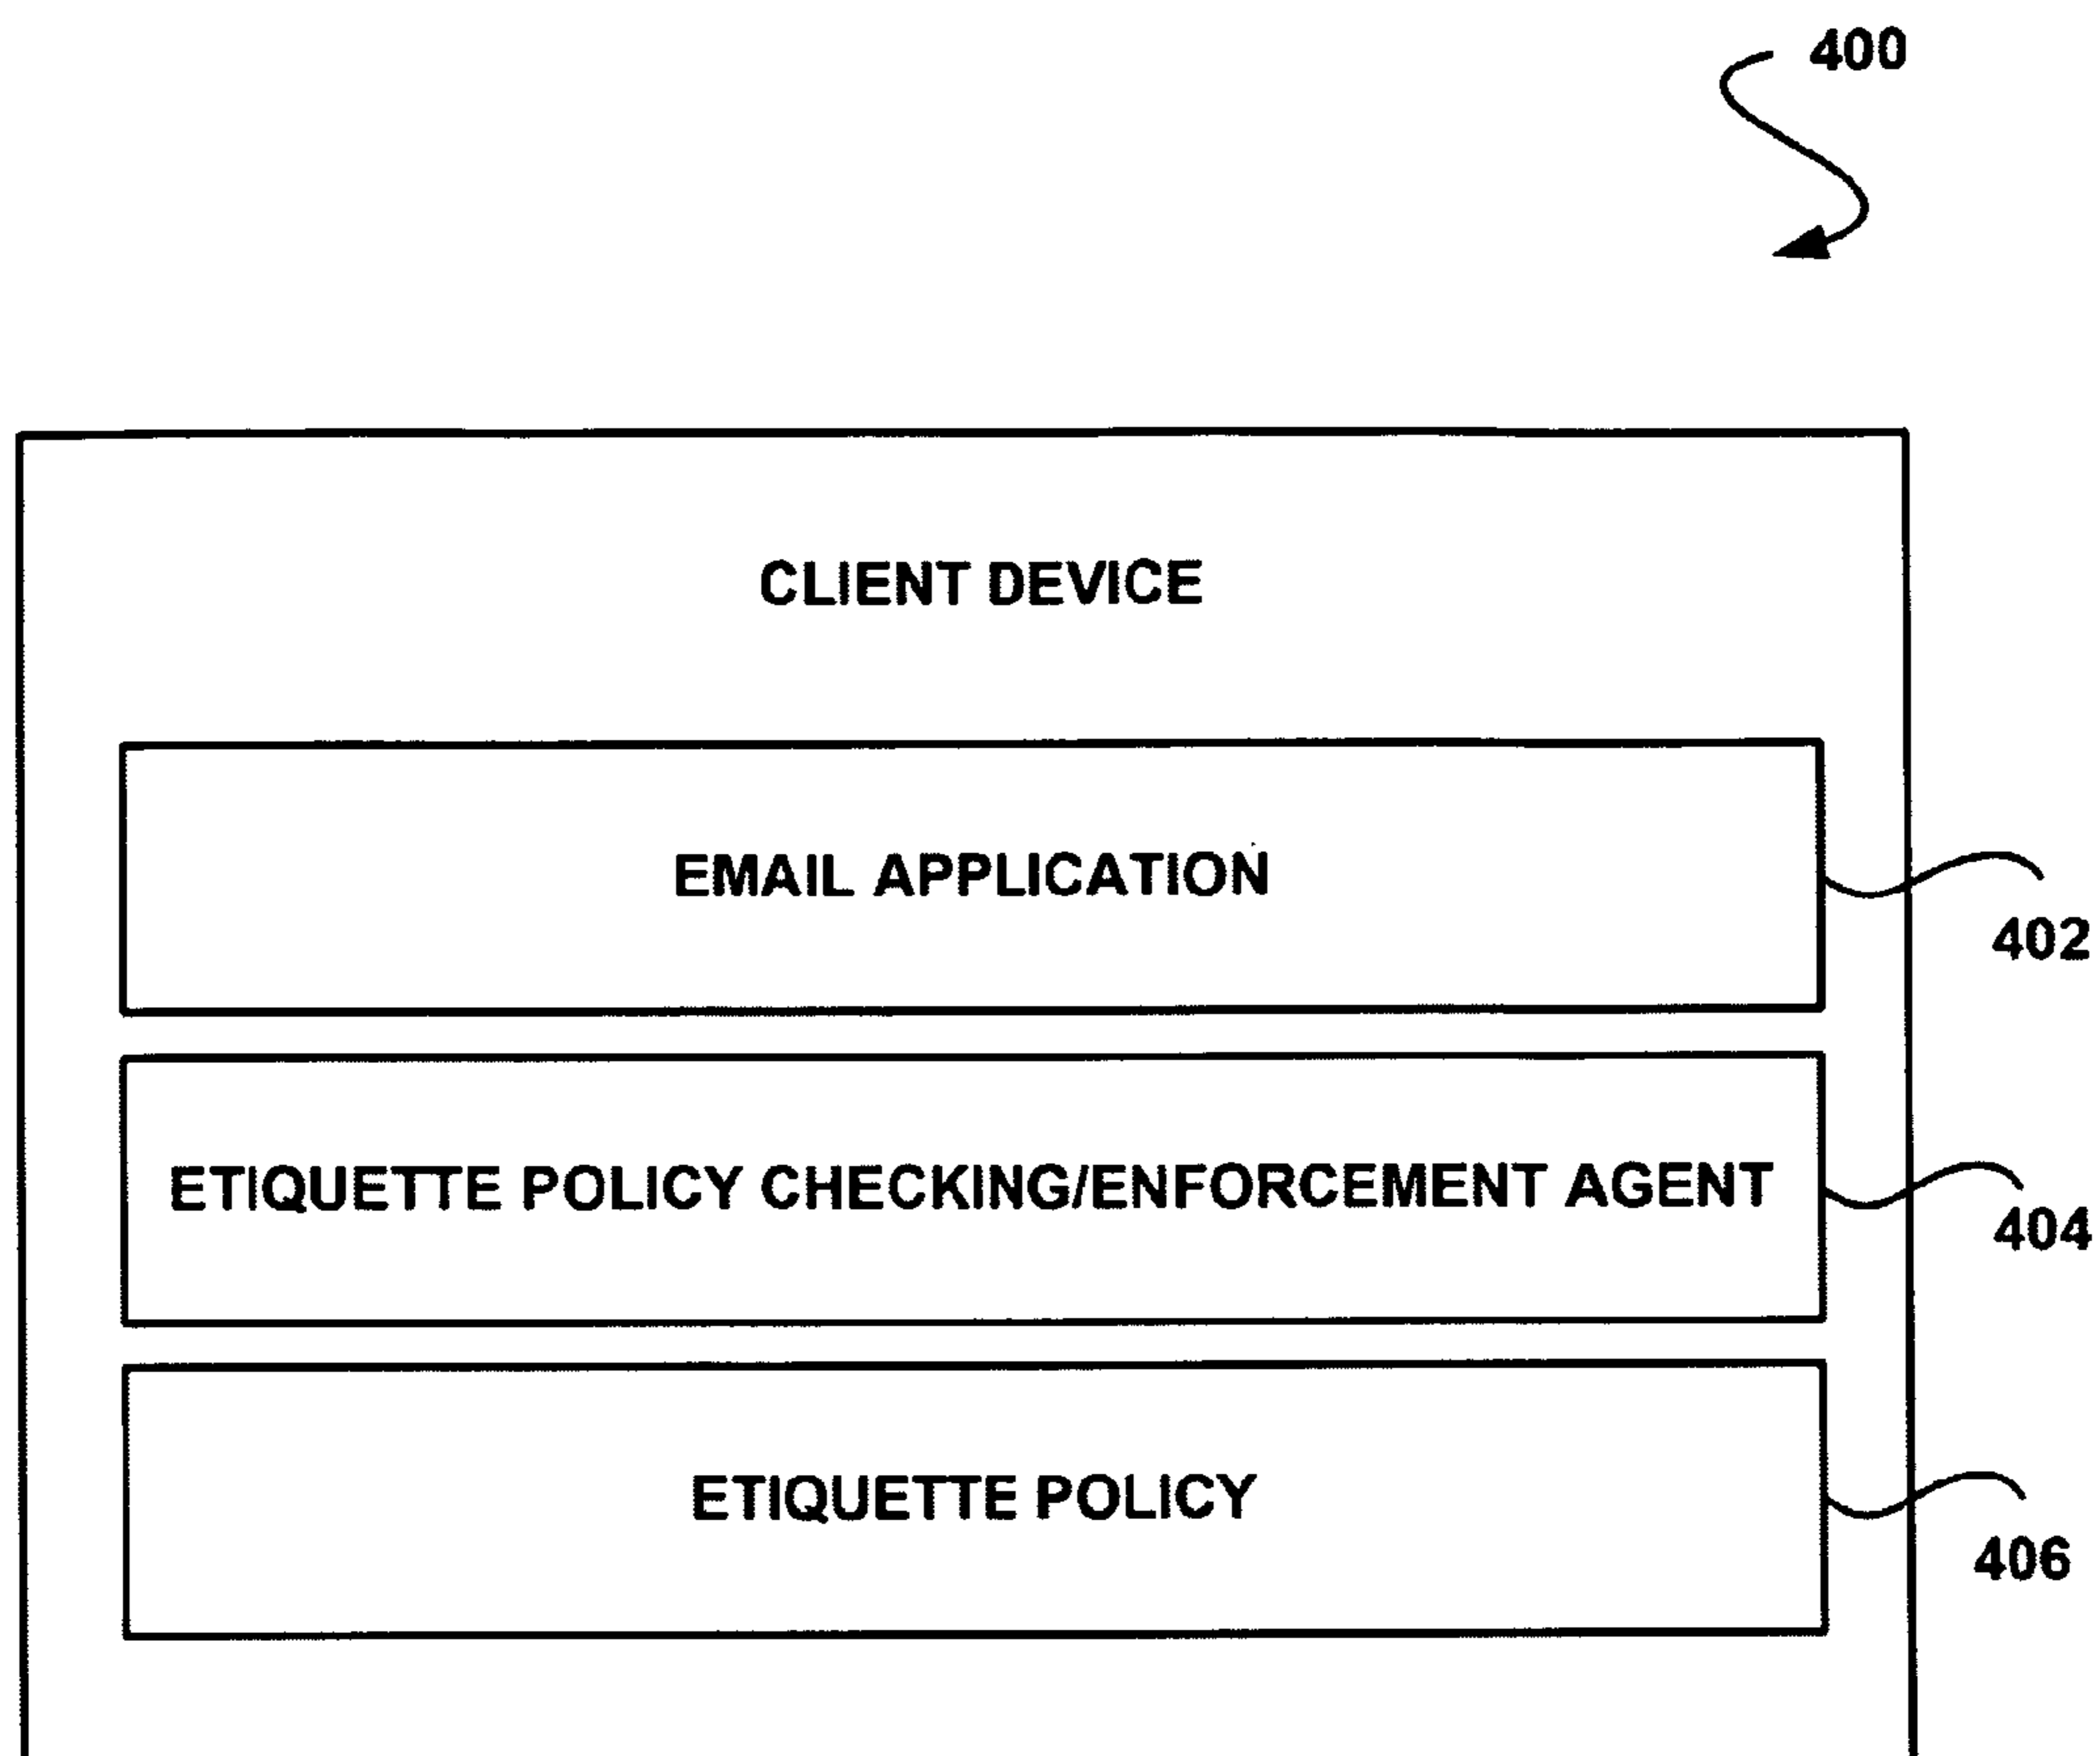 400
CLIENT DEVICE
EMAIL APPLICATION
402
ETIQUETTE POLICY CHECKING/ENFORCEMENT AGENT
404
ETIQUETTE POLICY
406